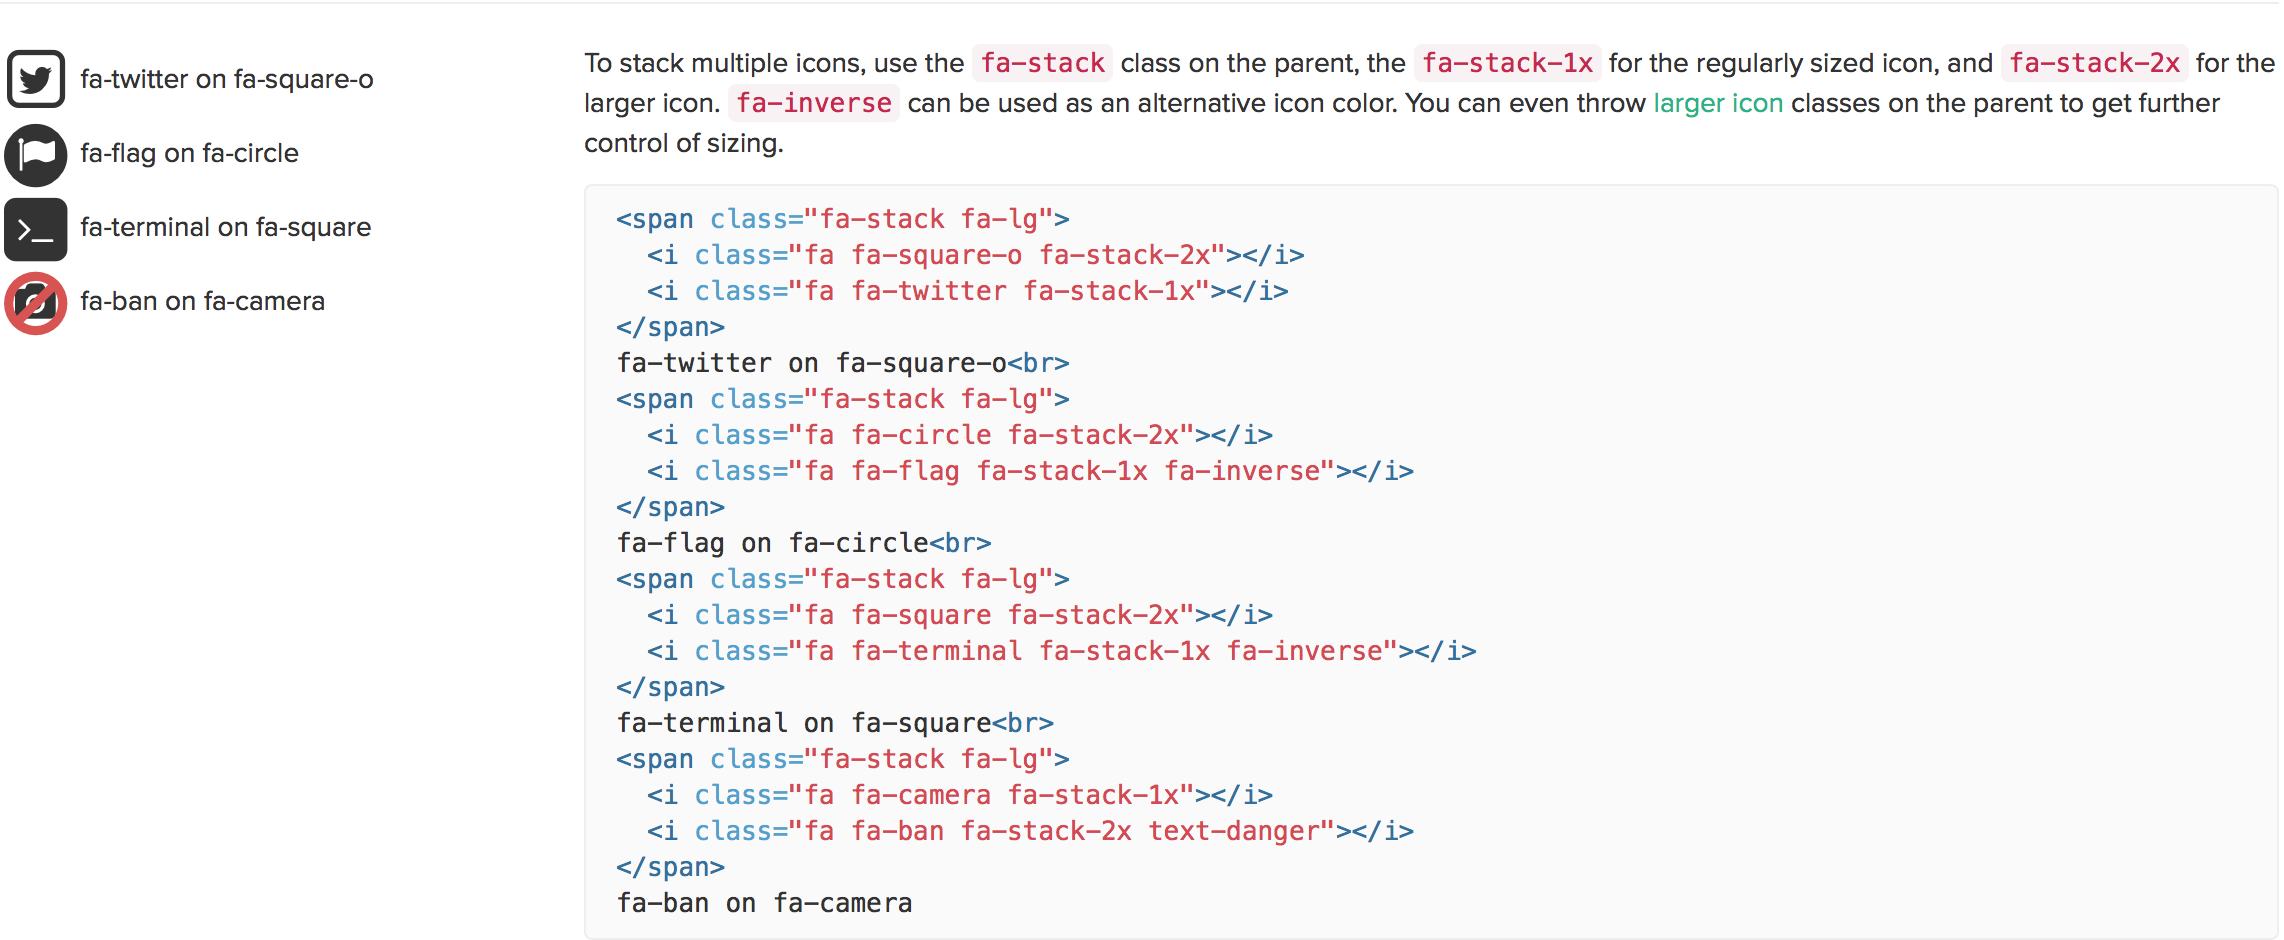 fa-twitter on fa-square-o
fa-flag on fa-circle
fa-terminal on fa-square
fa-ban on fa-camera
To stack multiple icons, use the fa-stack class on the parent, the fa-stack-1x for the regularly sized icon, and fa-stack-2x for the
larger icon. fa-inverse can be used as an alternative icon color. You can even throw larger icon classes on the parent to get further
control of sizing.
<span class="fa-stack fa-lg">
  <i class="fa fa-square-o fa-stack-2x"></i>
  <i class="fa fa-twitter fa-stack-1x"></i>
</span>
fa-twitter on fa-square-o<br>
<span class="fa-stack fa-lg">
  <i class="fa fa-circle fa-stack-2x"></i>
  <i class="fa fa-flag fa-stack-1x fa-inverse"></i>
</span>
fa-flag on fa-circle<br>
<span class="fa-stack fa-lg">
  <i class="fa fa-square fa-stack-2x"></i>
  <i class="fa fa-terminal fa-stack-1x fa-inverse"></i>
</span>
fa-terminal on fa-square<br>
<span class="fa-stack fa-lg">
  <i class="fa fa-camera fa-stack-1x"></i>
  <i class="fa fa-ban fa-stack-2x text-danger"></i>
</span>
fa-ban on fa-camera